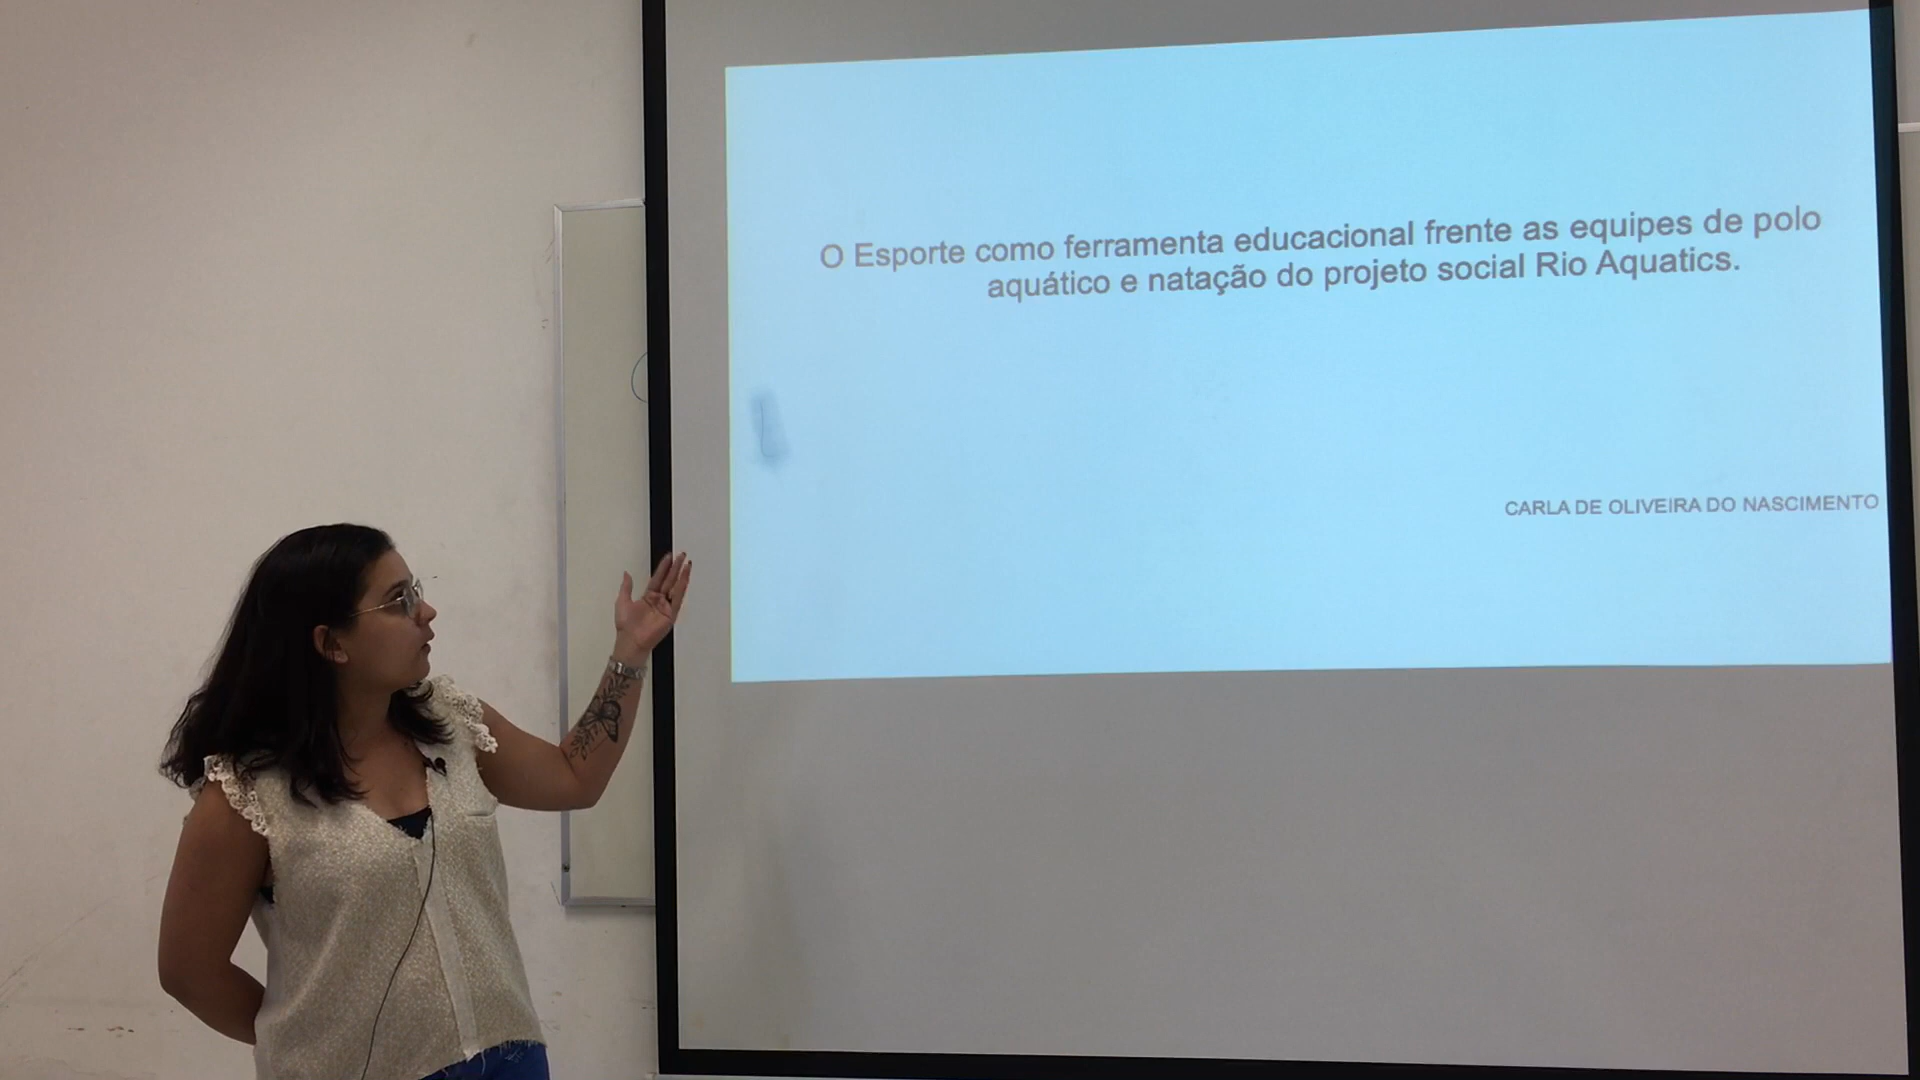 O Esporte como ferramenta educacional frente as equipes de polo
aquático e natação do projeto social Rio Aquatics.
CARLA DE OLIVEIRA DO NASCIMENTO